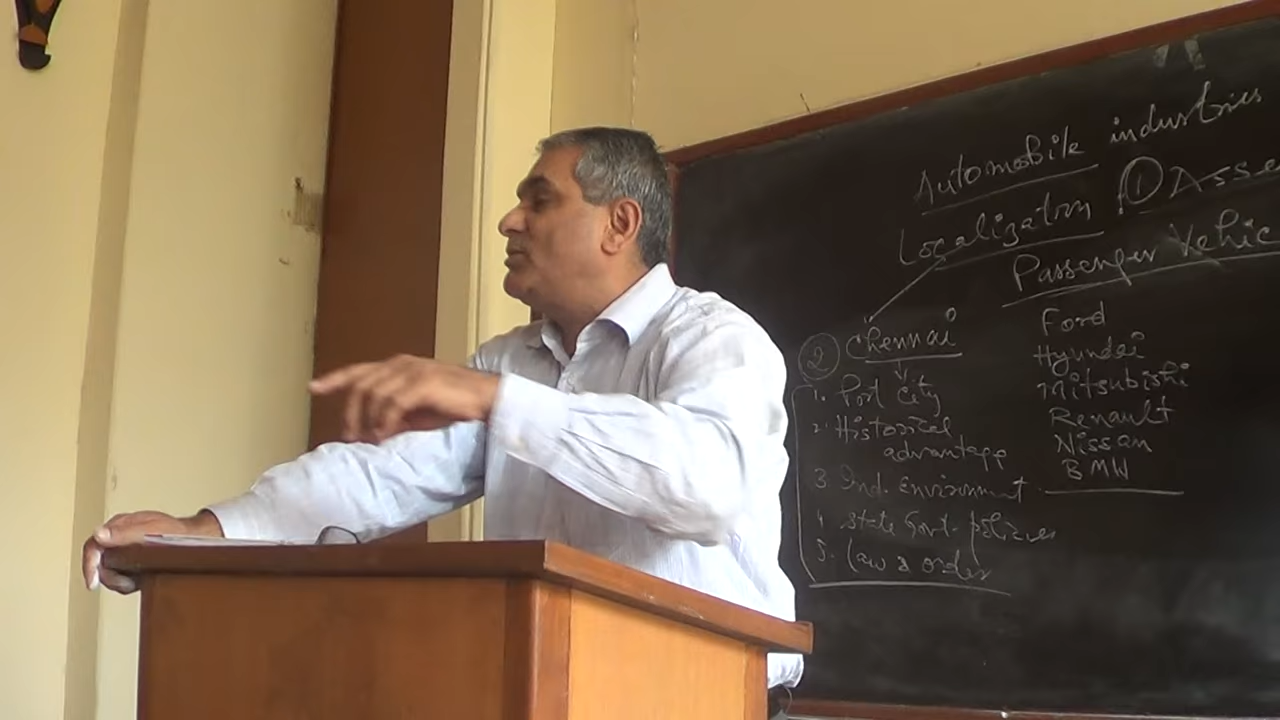 Automobile industries
Localization ① Asse
Passenger Vehic
② Chennai
1. Port City
2. Historical
advantage
3. Ind. Environment
4. State Govt. policies
5. law & order
Ford
Hyundai
Mitsubishi
Renault
Nissan
BMW